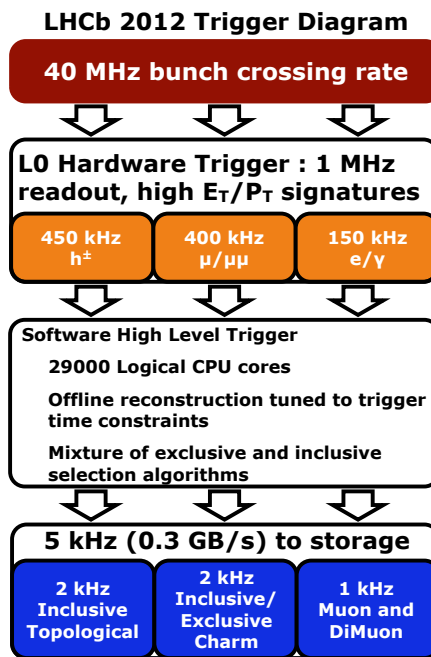 LHCb 2012 Trigger Diagram
40 MHz bunch crossing rate
L0 Hardware Trigger : 1 MHz
readout, high E_T/P_T signatures
450 kHz
h±
400 kHz
µ/µµ
150 kHz
e/γ
Software High Level Trigger
29000 Logical CPU cores
Offline reconstruction tuned to trigger
time constraints
Mixture of exclusive and inclusive
selection algorithms
5 kHz (0.3 GB/s) to storage
2 kHz
Inclusive
Topological
2 kHz
Inclusive/
Exclusive
Charm
1 kHz
Muon and
DiMuon